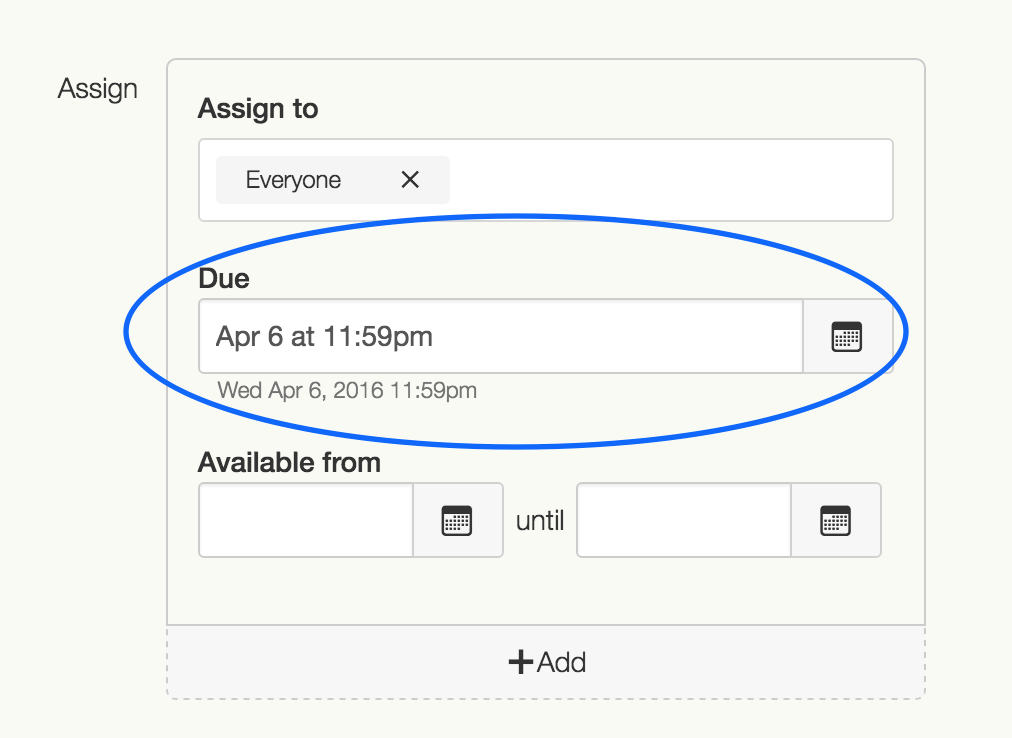 Assign
Assign to
Everyone
Due
Apr 6 at 11:59pm
Wed Apr 6, 2016 11:59pm
Available from
until
Add